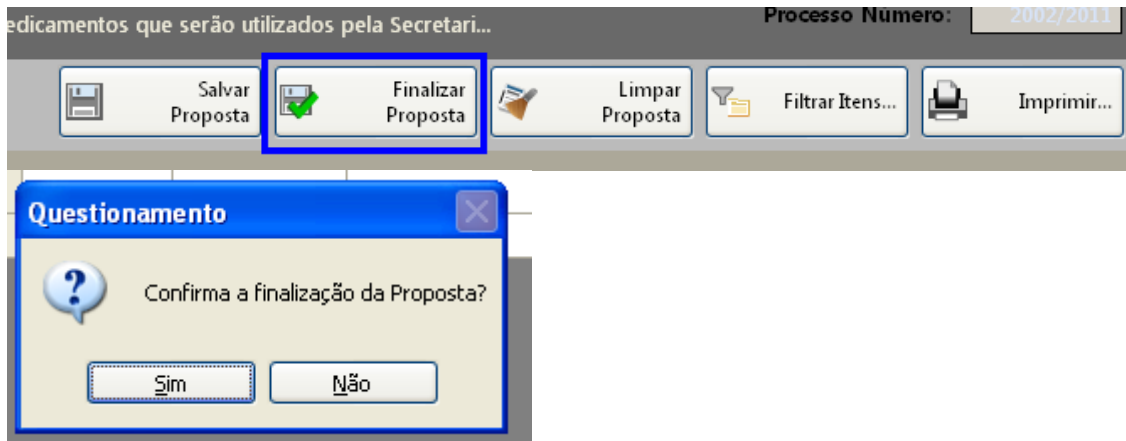 edicamentos que serão utilizados pela Secretari...
Processo Número: 2002/2011
Salvar
Proposta
Finalizar
Proposta
Limpar
Proposta
Filtrar Itens...
Imprimir...
Questionamento
Confirma a finalização da Proposta?
Sim
Não